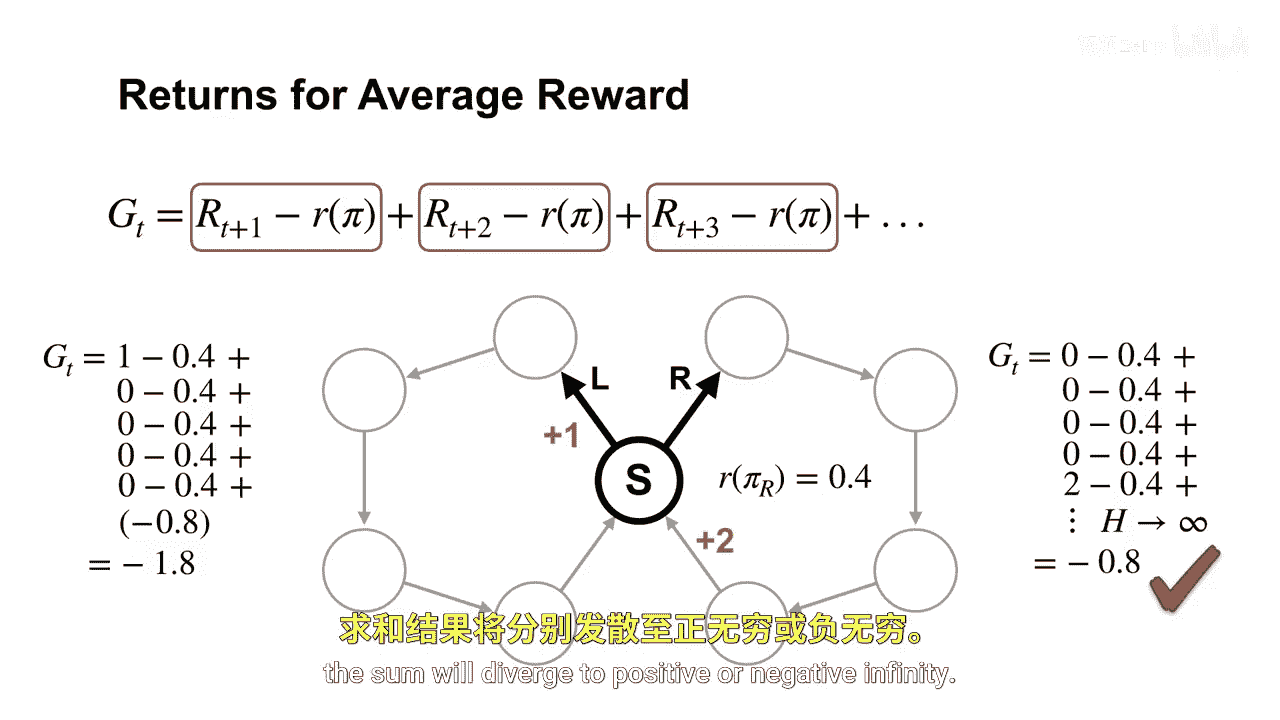 Returns for Average Reward
G_t = R_{t+1} − r(π) + R_{t+2} − r(π) + R_{t+3} − r(π) + …
G_t = 1 − 0.4 +
0 − 0.4 +
0 − 0.4 +
0 − 0.4 +
0 − 0.4 +
(−0.8)
= − 1.8
L
R
+1
S
r(π_R) = 0.4
+2
G_t = 0 − 0.4 +
0 − 0.4 +
0 − 0.4 +
0 − 0.4 +
2 − 0.4 +
⋮ H → ∞
= − 0.8
求和结果将分别发散至正无穷或负无穷。
the sum will diverge to positive or negative infinity.